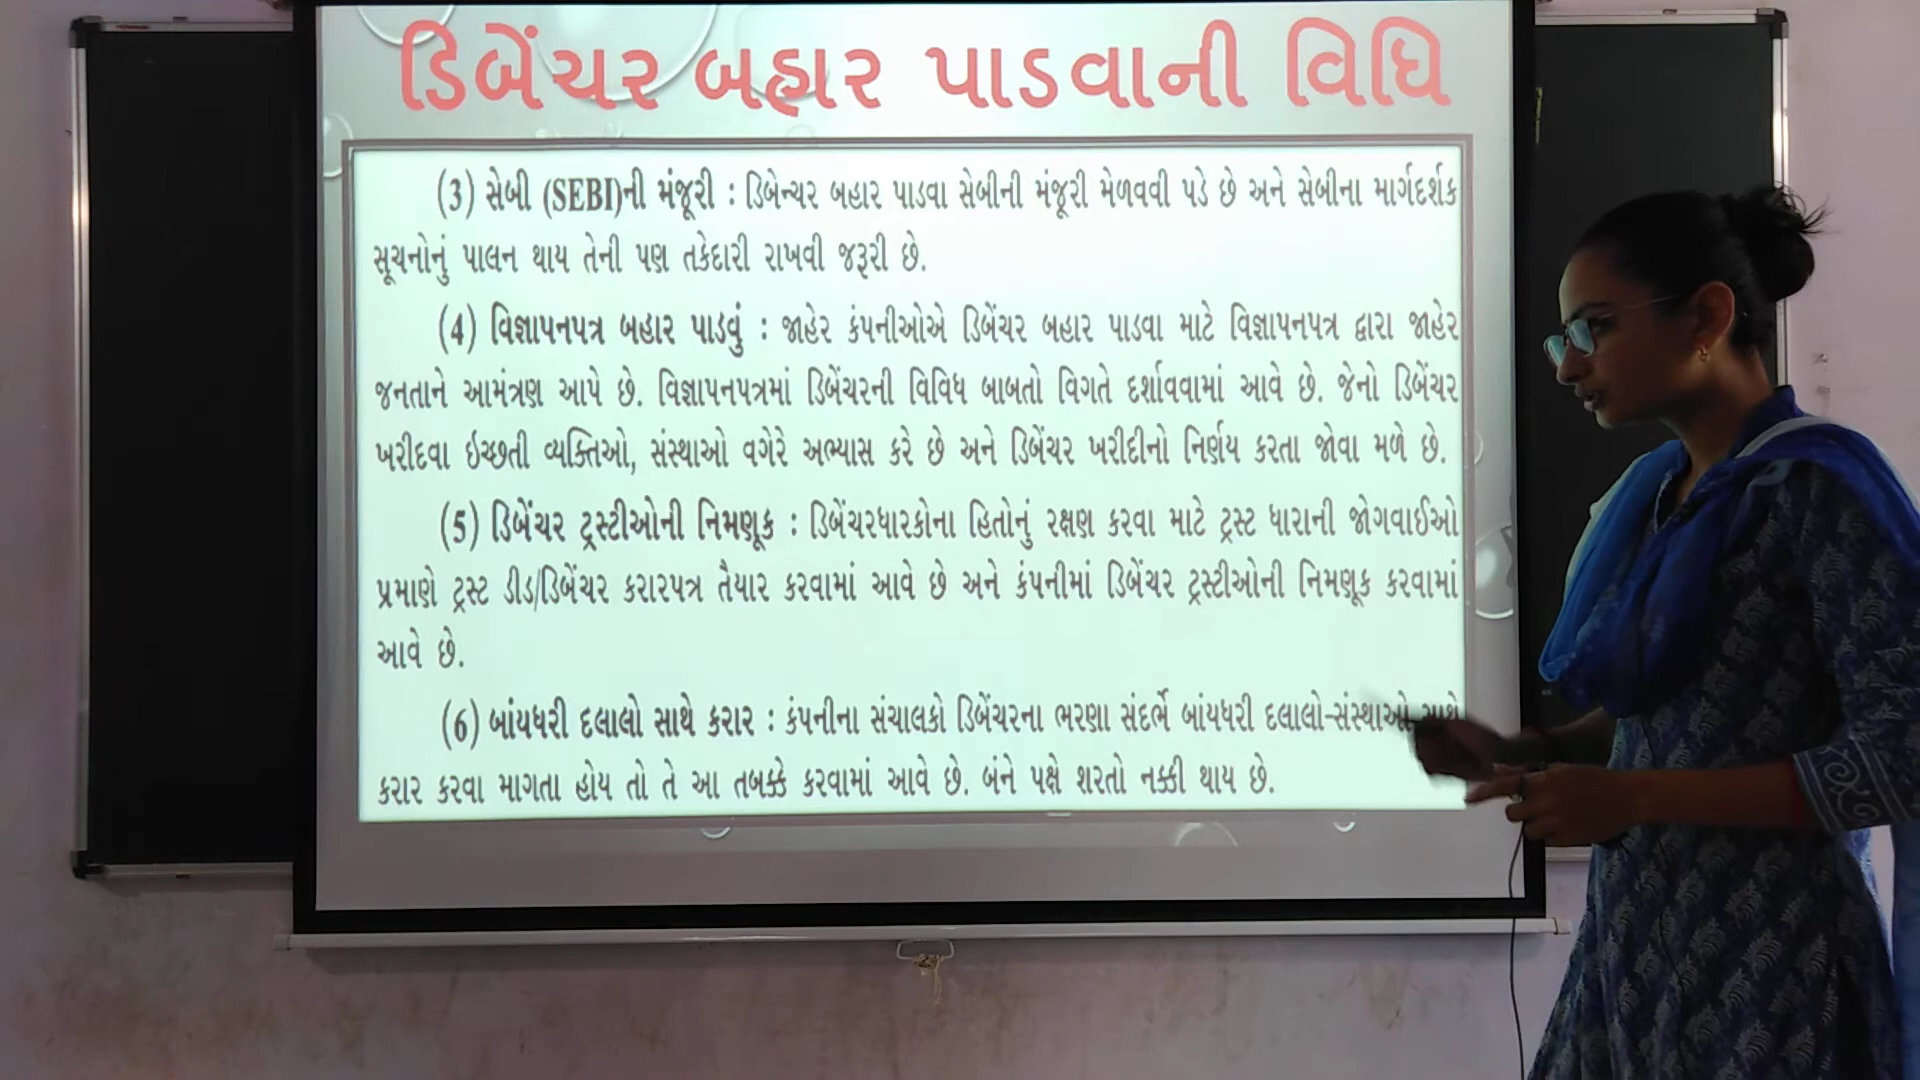 ડિબેંચર બહાર પાડવાની વિધિ
(3) સેબી (SEBI)ની મંજૂરી : ડિબેન્ચર બહાર પાડવા સેબીની મંજૂરી મેળવવી પડે છે અને સેબીના માર્ગદર્શક
સૂચનોનું પાલન થાય તેની પણ તકેદારી રાખવી જરૂરી છે.
(4) વિજ્ઞાપનપત્ર બહાર પાડવું : જાહેર કંપનીઓએ ડિબેંચર બહાર પાડવા માટે વિજ્ઞાપનપત્ર દ્વારા જાહેર
જનતાને આમંત્રણ આપે છે. વિજ્ઞાપનપત્રમાં ડિબેંચરની વિવિધ બાબતો વિગતે દર્શાવવામાં આવે છે. જેનો ડિબેંચર
ખરીદવા ઇચ્છતી વ્યક્તિઓ, સંસ્થાઓ વગેરે અભ્યાસ કરે છે અને ડિબેંચર ખરીદીનો નિર્ણય કરતા જોવા મળે છે.
(5) ડિબેંચર ટ્રસ્ટીઓની નિમણૂક : ડિબેંચરધારકોના હિતોનું રક્ષણ કરવા માટે ટ્રસ્ટ ધારાની જોગવાઈઓ
પ્રમાણે ટ્રસ્ટ ડીડ/ડિબેંચર કરારપત્ર તૈયાર કરવામાં આવે છે અને કંપનીમાં ડિબેંચર ટ્રસ્ટીઓની નિમણૂક કરવામાં
આવે છે.
(6) બાંયધરી દલાલો સાથે કરાર : કંપનીના સંચાલકો ડિબેંચરના ભરણા સંદર્ભે બાંયધરી દલાલો-સંસ્થાઓ સાથે
કરાર કરવા માગતા હોય તો તે આ તબક્કે કરવામાં આવે છે. બંને પક્ષે શરતો નક્કી થાય છે.